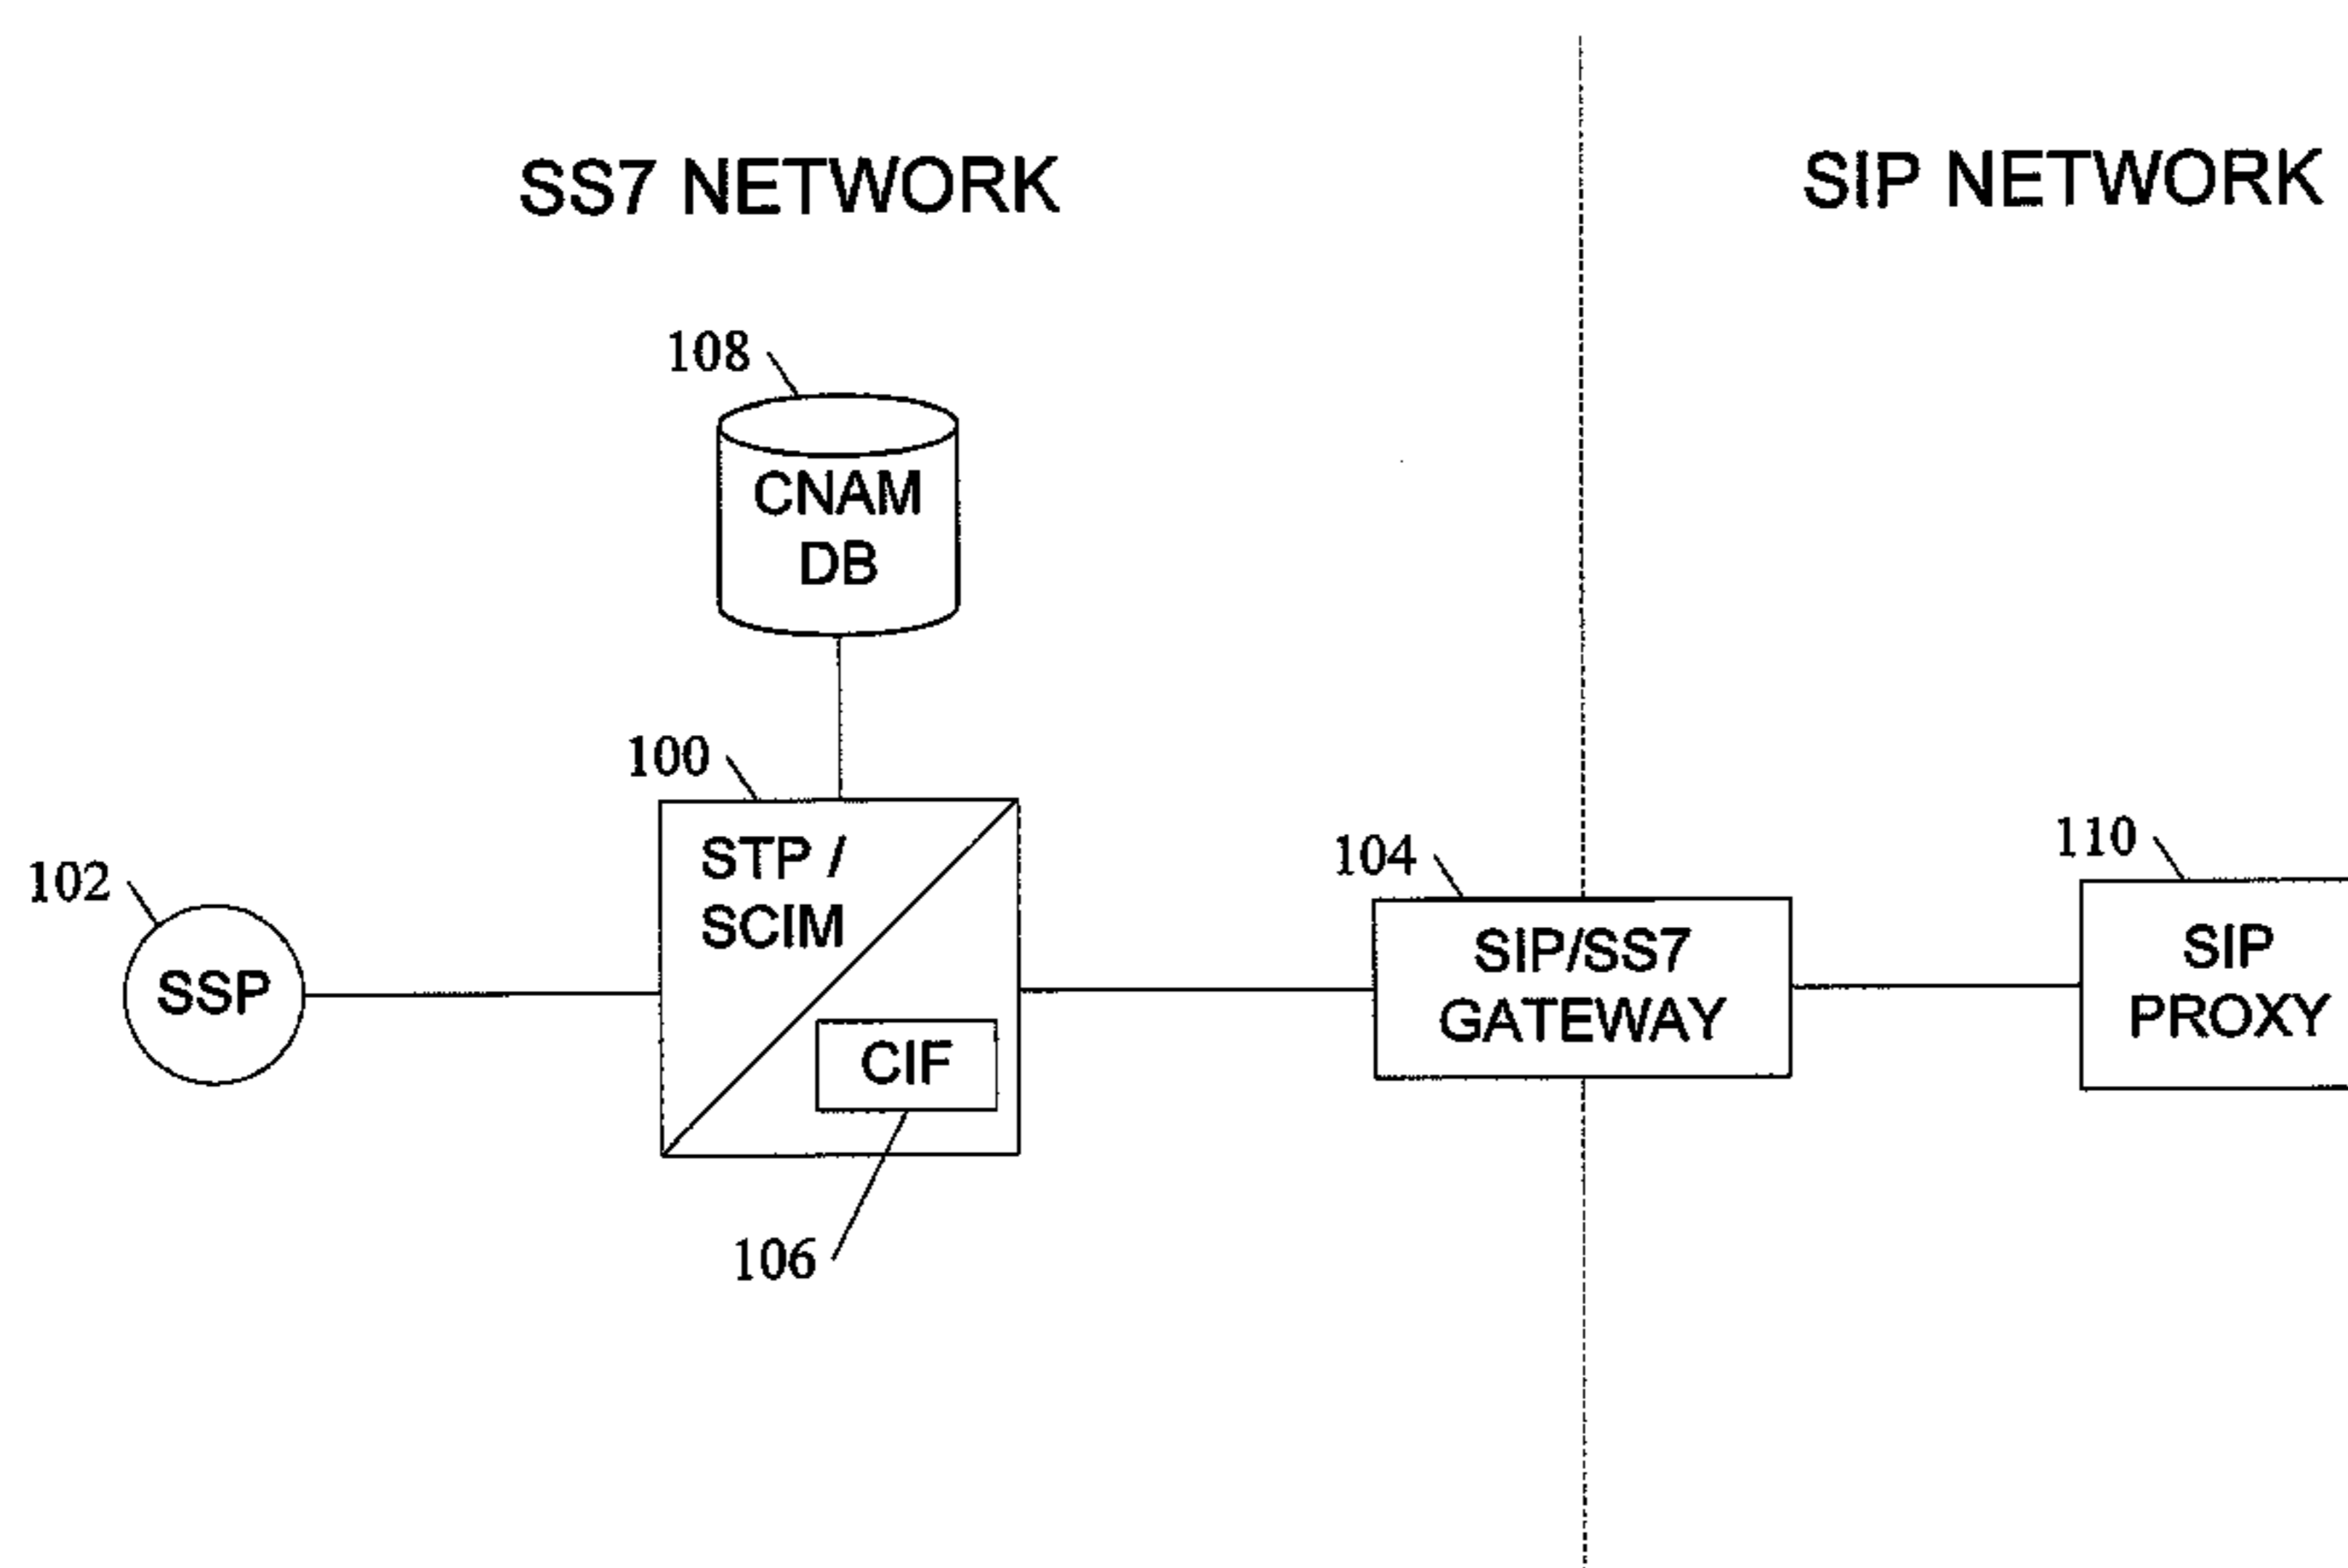 SS7 NETWORK
SIP NETWORK
108
CNAM
DB
100
STP /
SCIM
102
SSP
CIF
106
104
SIP/SS7
GATEWAY
110
SIP
PROXY